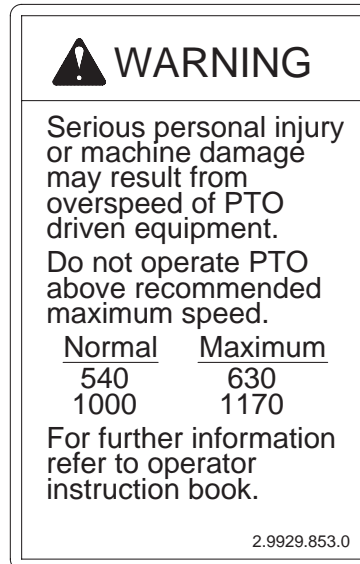 WARNING
Serious personal injury
or machine damage
may result from
overspeed of PTO
driven equipment.
Do not operate PTO
above recommended
maximum speed.
Normal Maximum
540 630
1000 1170
For further information
refer to operator
instruction book.
2.9929.853.0